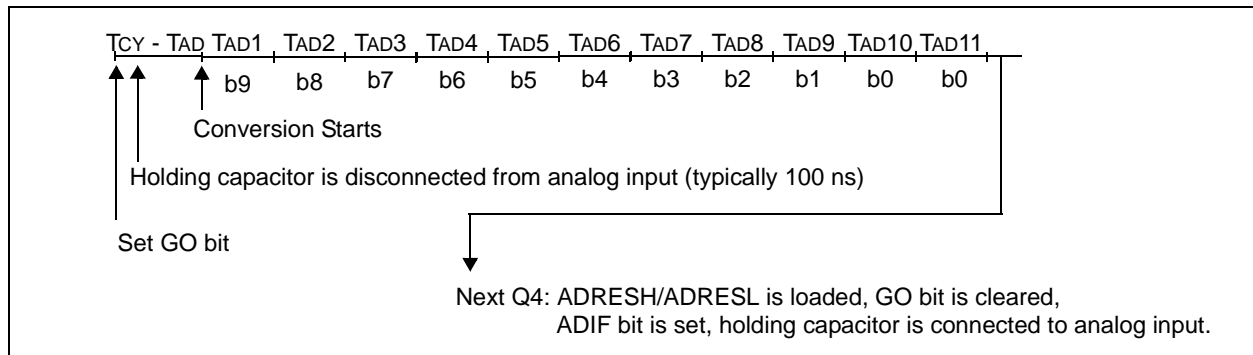 TCY - TAD TAD1 TAD2 TAD3 TAD4 TAD5 TAD6 TAD7 TAD8 TAD9 TAD10 TAD11
b9 b8 b7 b6 b5 b4 b3 b2 b1 b0 b0
Conversion Starts
Holding capacitor is disconnected from analog input (typically 100 ns)
Set GO bit
Next Q4: ADRESH/ADRESL is loaded, GO bit is cleared,
ADIF bit is set, holding capacitor is connected to analog input.